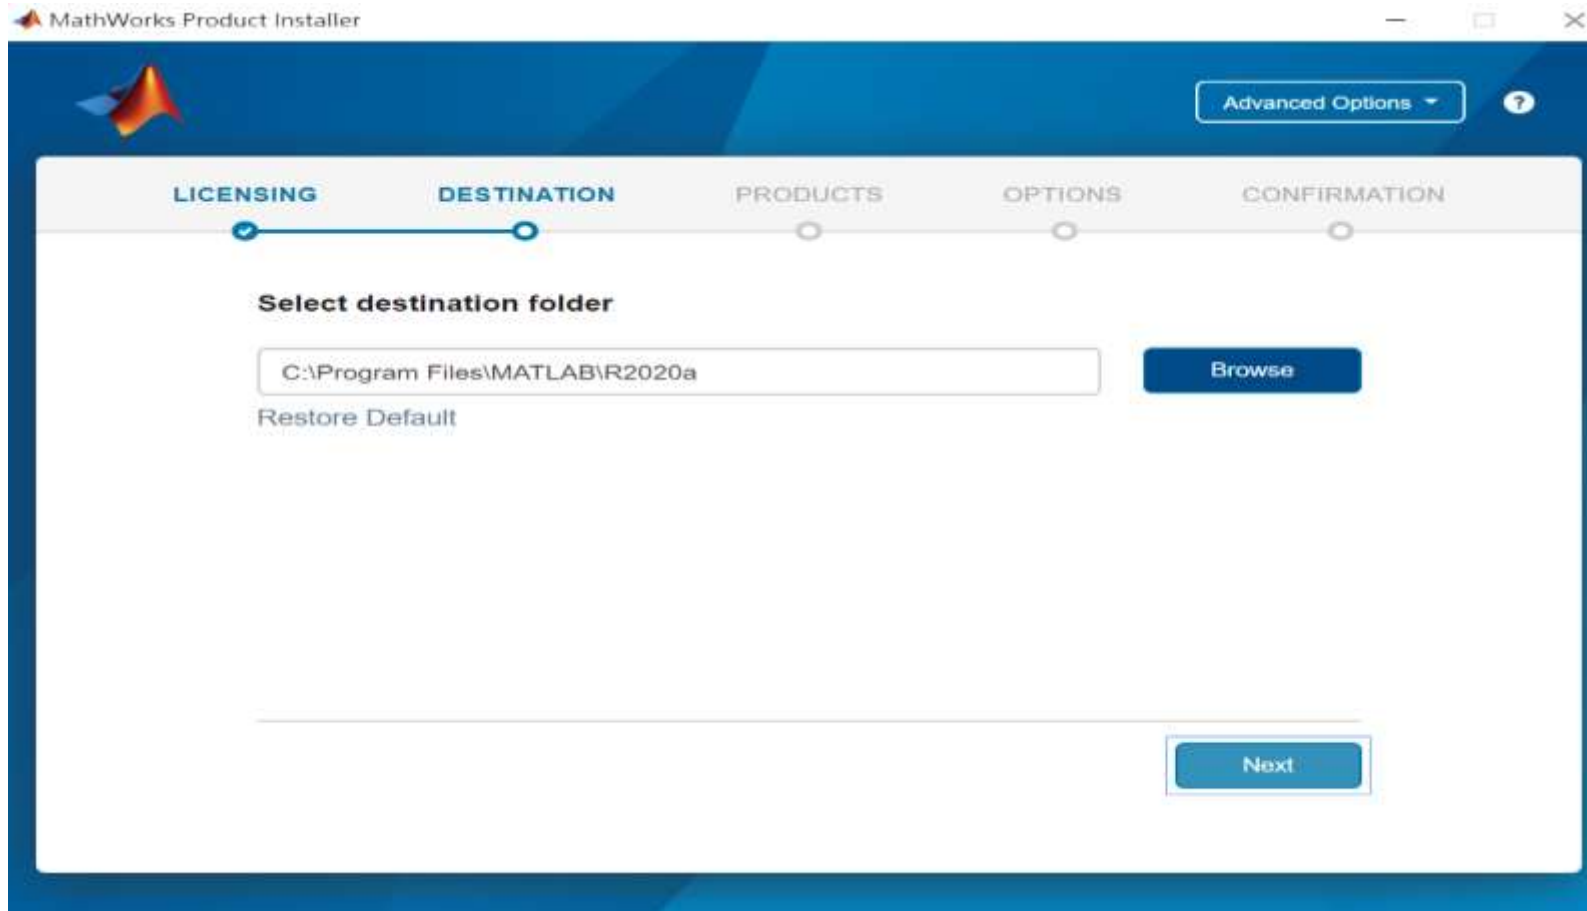 MathWorks Product Installer
Advanced Options
?
LICENSING DESTINATION PRODUCTS OPTIONS CONFIRMATION
Select destination folder
C:\Program Files\MATLAB\R2020a
Browse
Restore Default
Next